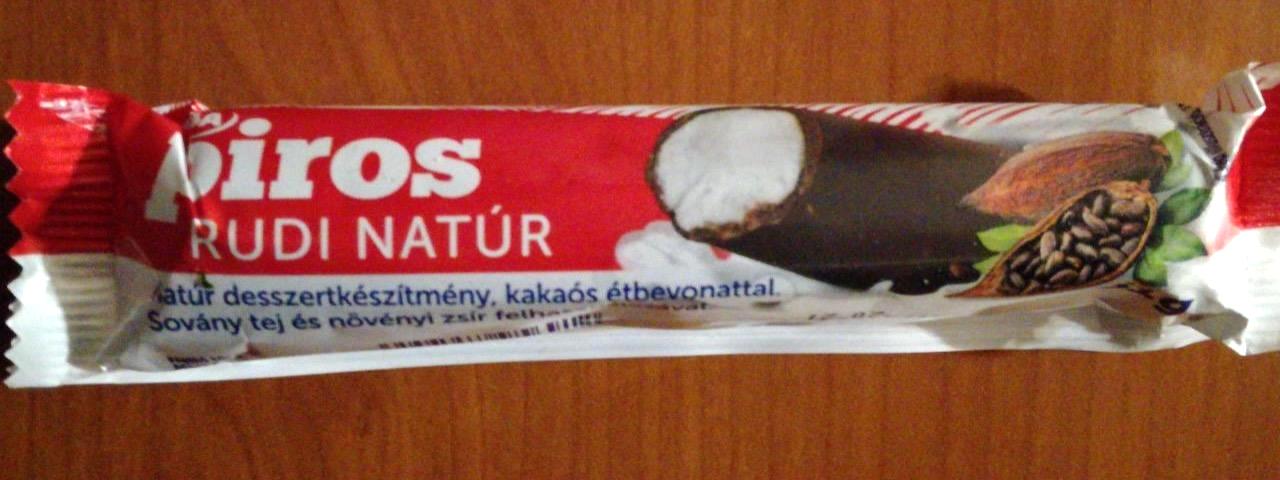 piros
RUDI NATÚR
natúr desszertkészítmény, kakaós étbevonattal.
Sovány tej és növényi zsír